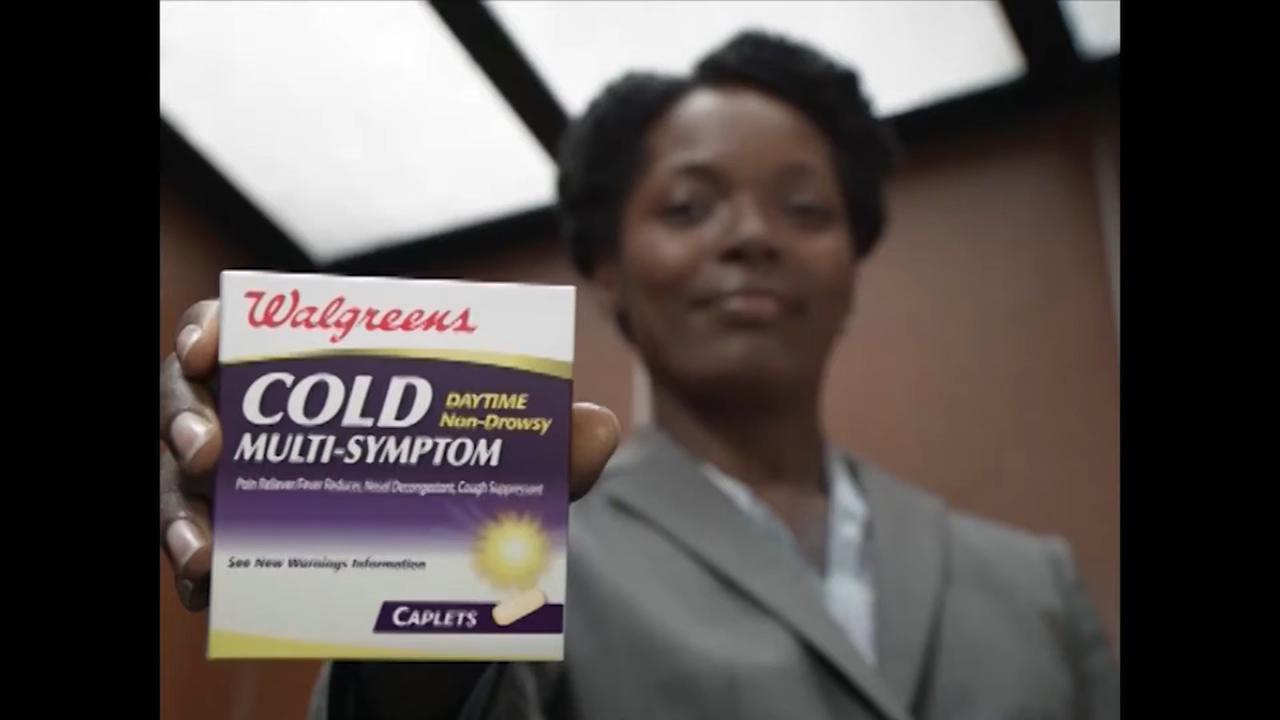 Walgreens
COLD
DAYTIME
Non-Drowsy
MULTI-SYMPTOM
Pain Reliever/Fever Reducer, Nasal Decongestant, Cough Suppressant
See New Warnings Information
CAPLETS